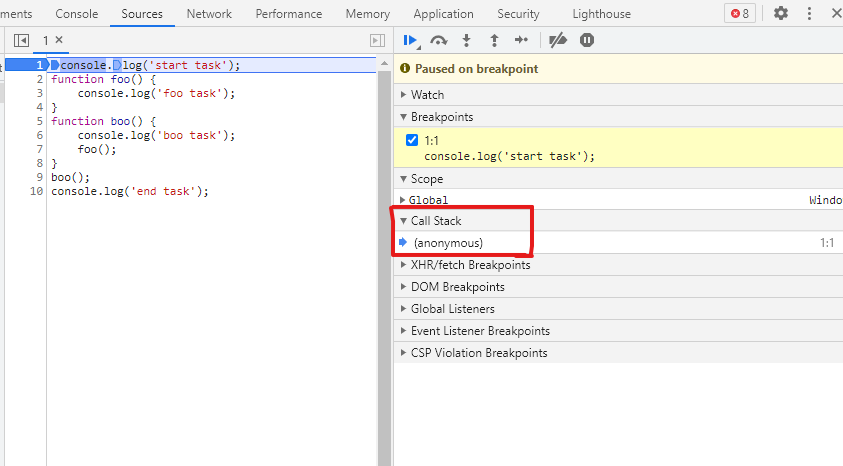 ments Console Sources Network Performance Memory Application Security Lighthouse 8
1
1 console.log('start task');
2 function foo() {
3 console.log('foo task');
4 }
5 function boo() {
6 console.log('boo task');
7 foo();
8 }
9 boo();
10 console.log('end task');
Paused on breakpoint
Watch
Breakpoints
1:1
console.log('start task');
Scope
Global Windo
Call Stack
(anonymous) 1:1
XHR/fetch Breakpoints
DOM Breakpoints
Global Listeners
Event Listener Breakpoints
CSP Violation Breakpoints